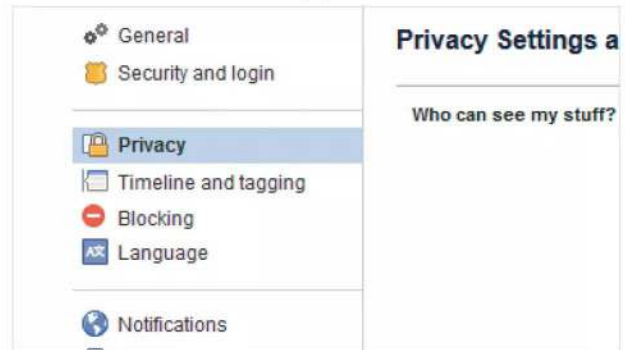 General
Security and login
Privacy
Timeline and tagging
Blocking
Language
Notifications
Privacy Settings a
Who can see my stuff?